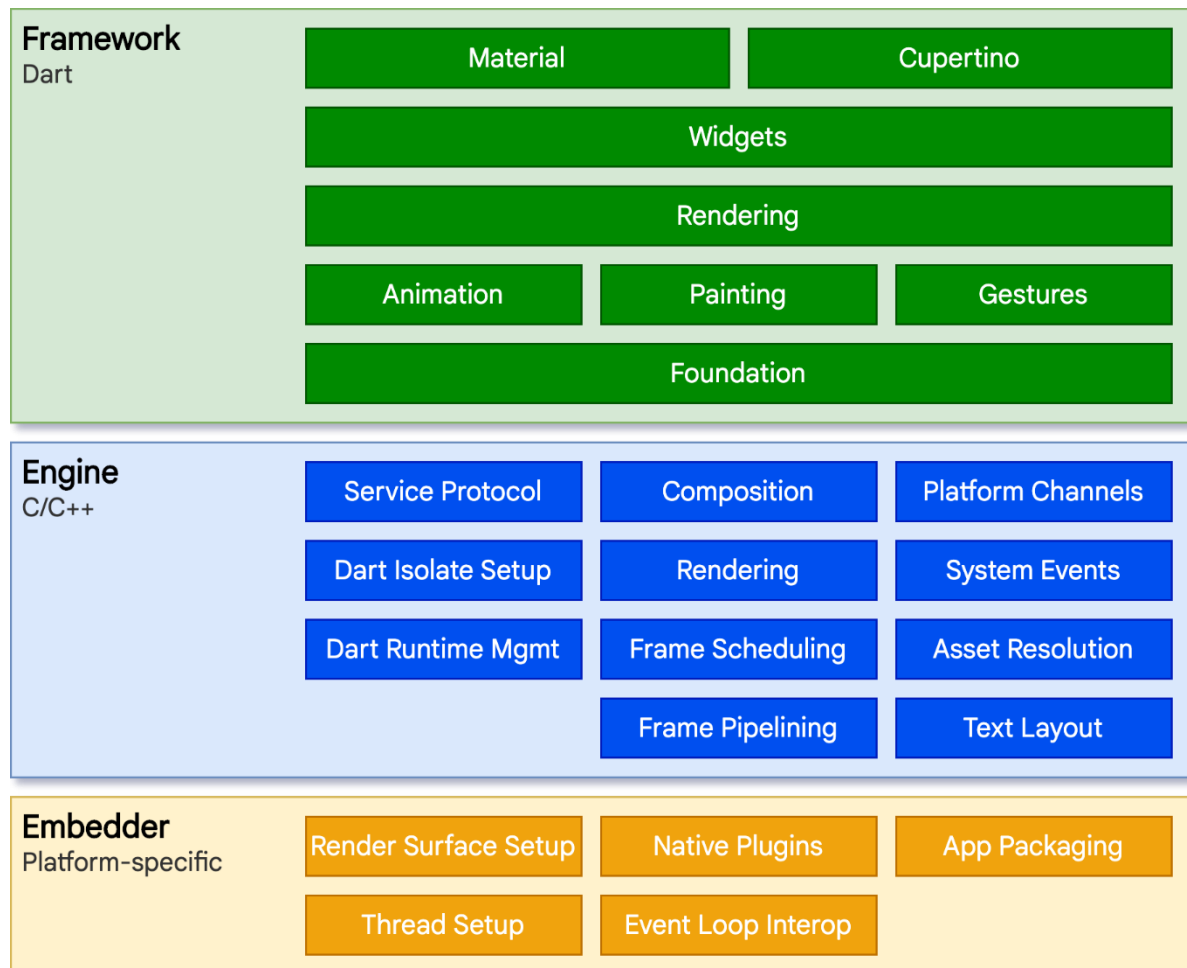 Framework
Dart
Material
Cupertino
Widgets
Rendering
Animation
Painting
Gestures
Foundation
Engine
C/C++
Service Protocol
Composition
Platform Channels
Dart Isolate Setup
Rendering
System Events
Dart Runtime Mgmt
Frame Scheduling
Asset Resolution
Frame Pipelining
Text Layout
Embedder
Platform-specific
Render Surface Setup
Native Plugins
App Packaging
Thread Setup
Event Loop Interop